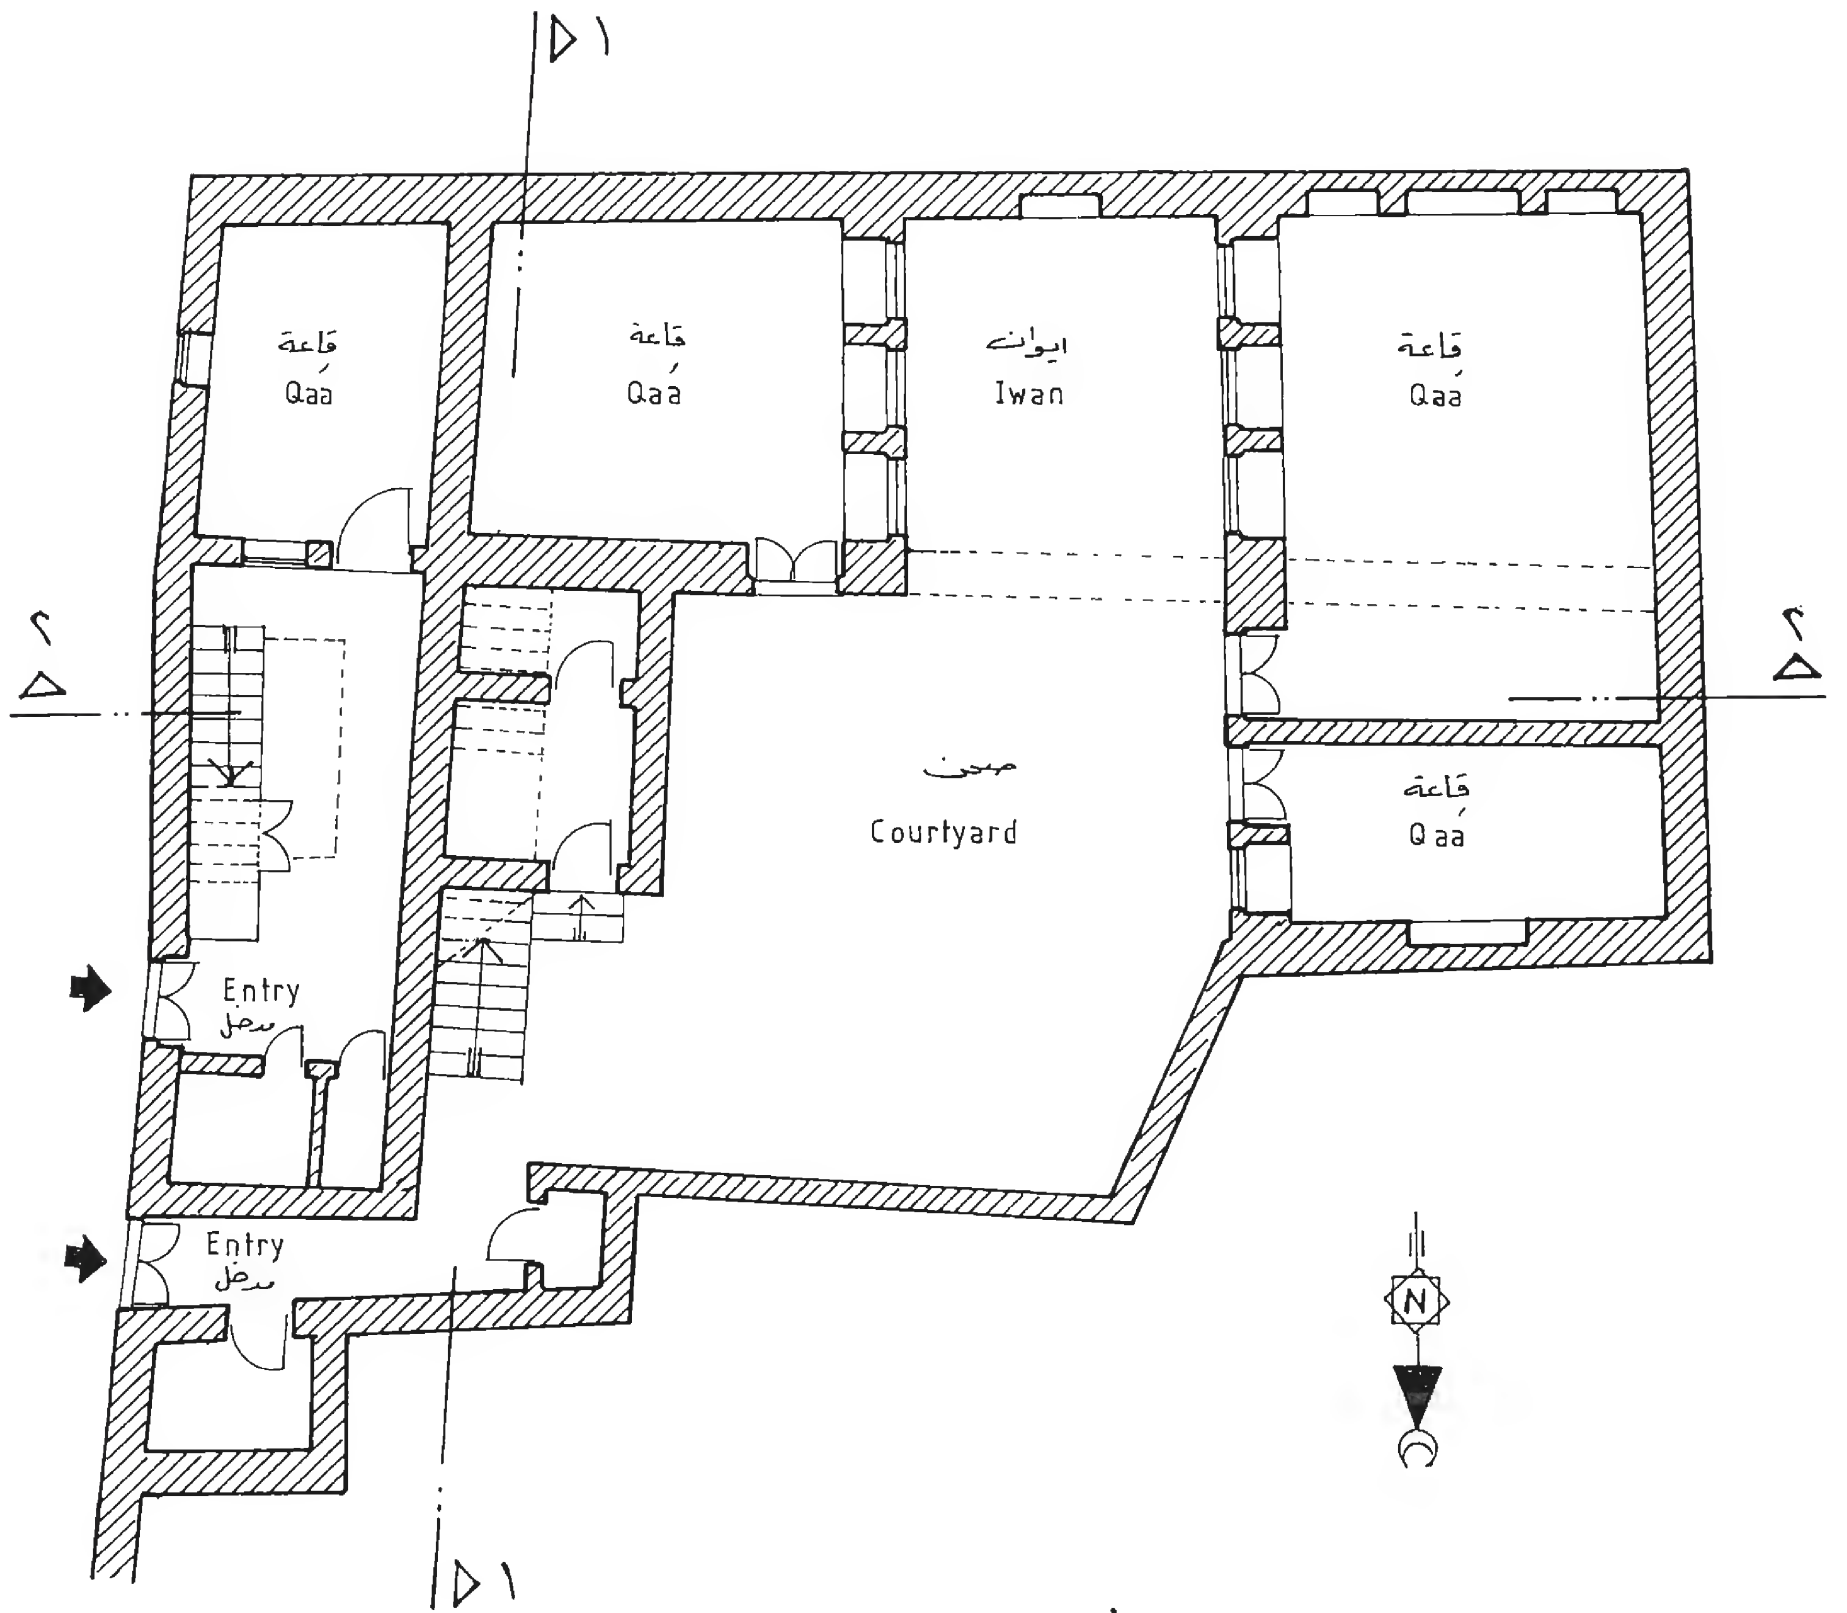 ١
قاعة
Qaa
قاعة
Qaa
ايوان
Iwan
قاعة
Qaa
٢
٢
صحن
Courtyard
قاعة
Qaa
Entry
مدخل
Entry
مدخل
N
١